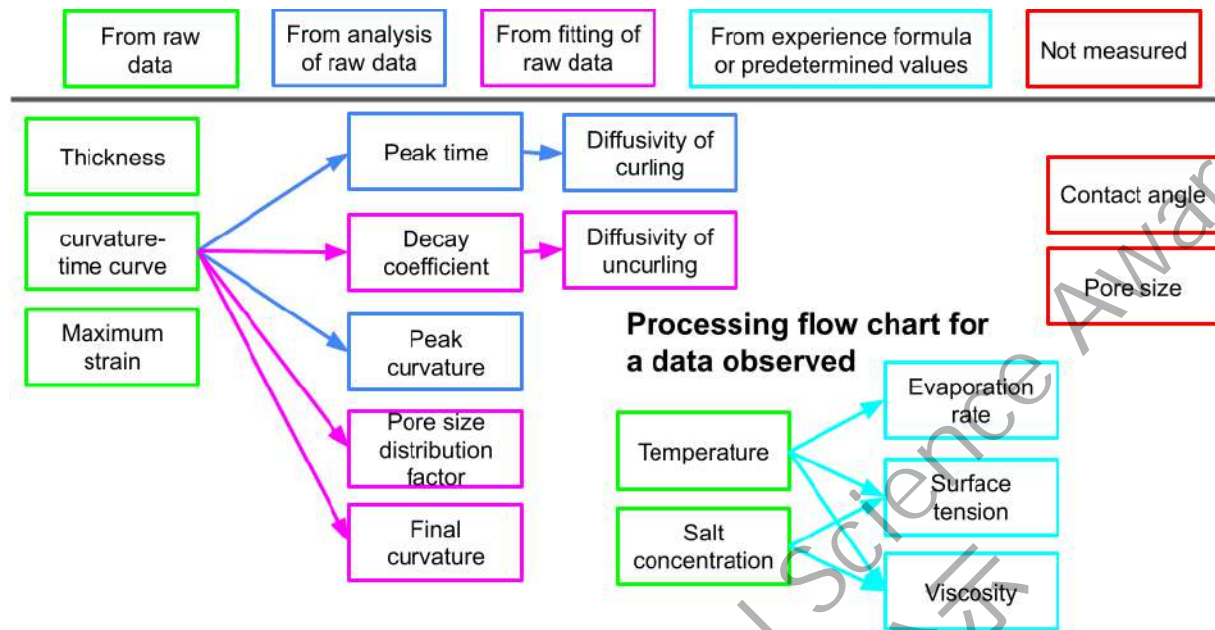 From raw
data
From analysis
of raw data
From fitting of
raw data
From experience formula
or predetermined values
Not measured
Thickness
curvature-
time curve
Maximum
strain
Peak time
Diffusivity of
curling
Decay
coefficient
Diffusivity of
uncurling
Peak
curvature
Pore size
distribution
factor
Final
curvature
Contact angle
Pore size
Processing flow chart for
a data observed
Temperature
Salt
concentration
Evaporation
rate
Surface
tension
Viscosity
Science Awar
示